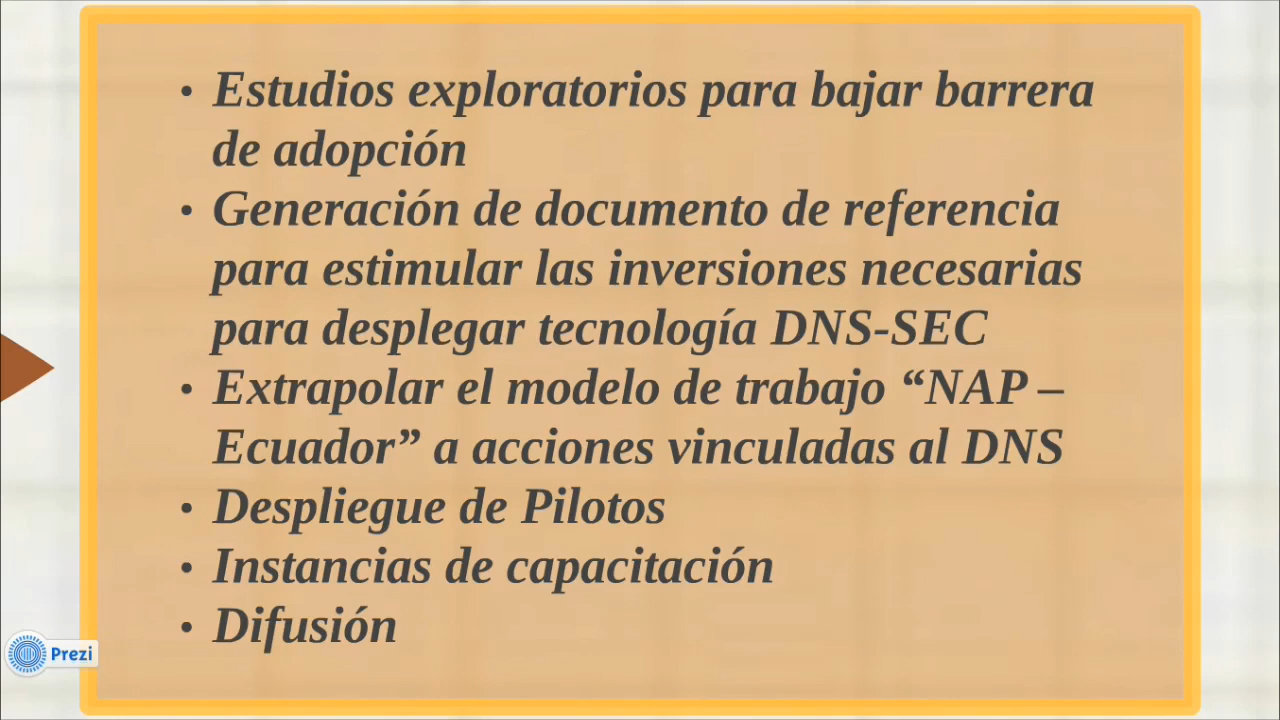 • Estudios exploratorios para bajar barrera
de adopción
• Generación de documento de referencia
para estimular las inversiones necesarias
para desplegar tecnología DNS-SEC
• Extrapolar el modelo de trabajo “NAP –
Ecuador” a acciones vinculadas al DNS
• Despliegue de Pilotos
• Instancias de capacitación
• Difusión
Prezi